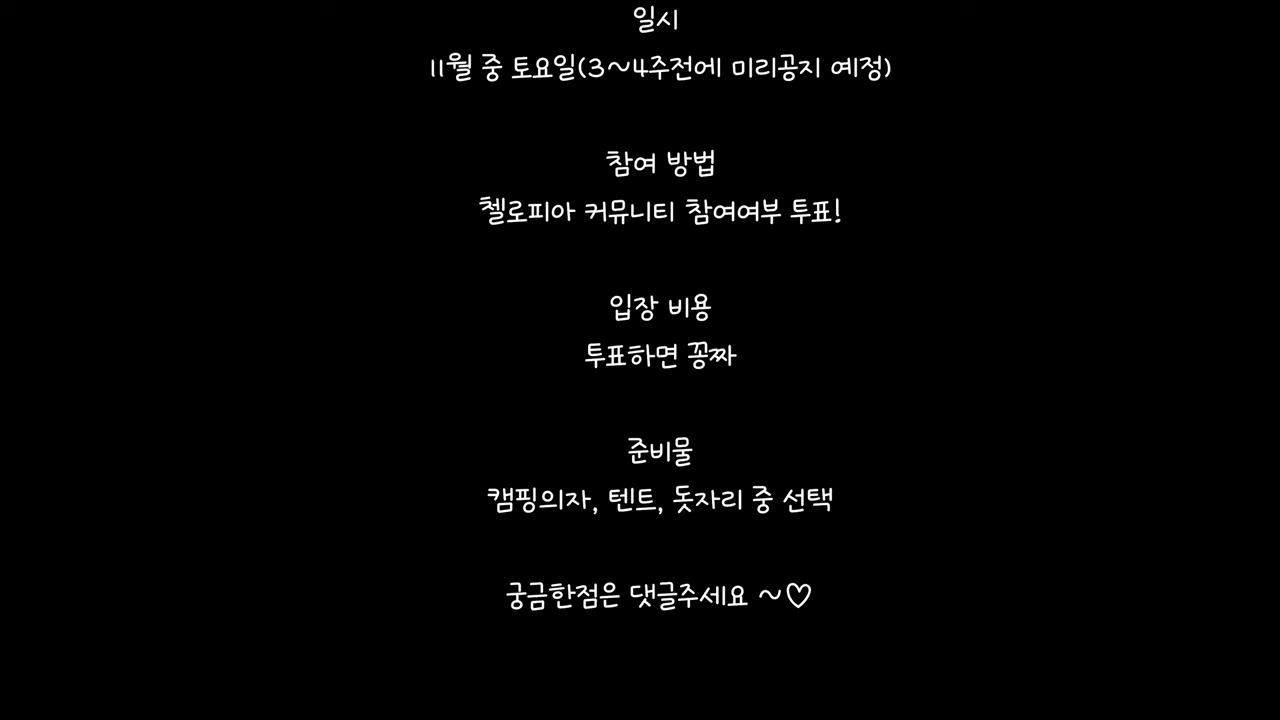 일시
11월 중 토요일(3~4주전에 미리공지 예정)
참여 방법
첼로피아 커뮤니티 참여여부 투표!
입장 비용
투표하면 꽁짜
준비물
캠핑의자, 텐트, 돗자리 중 선택
궁금한점은 댓글주세요 ~♡